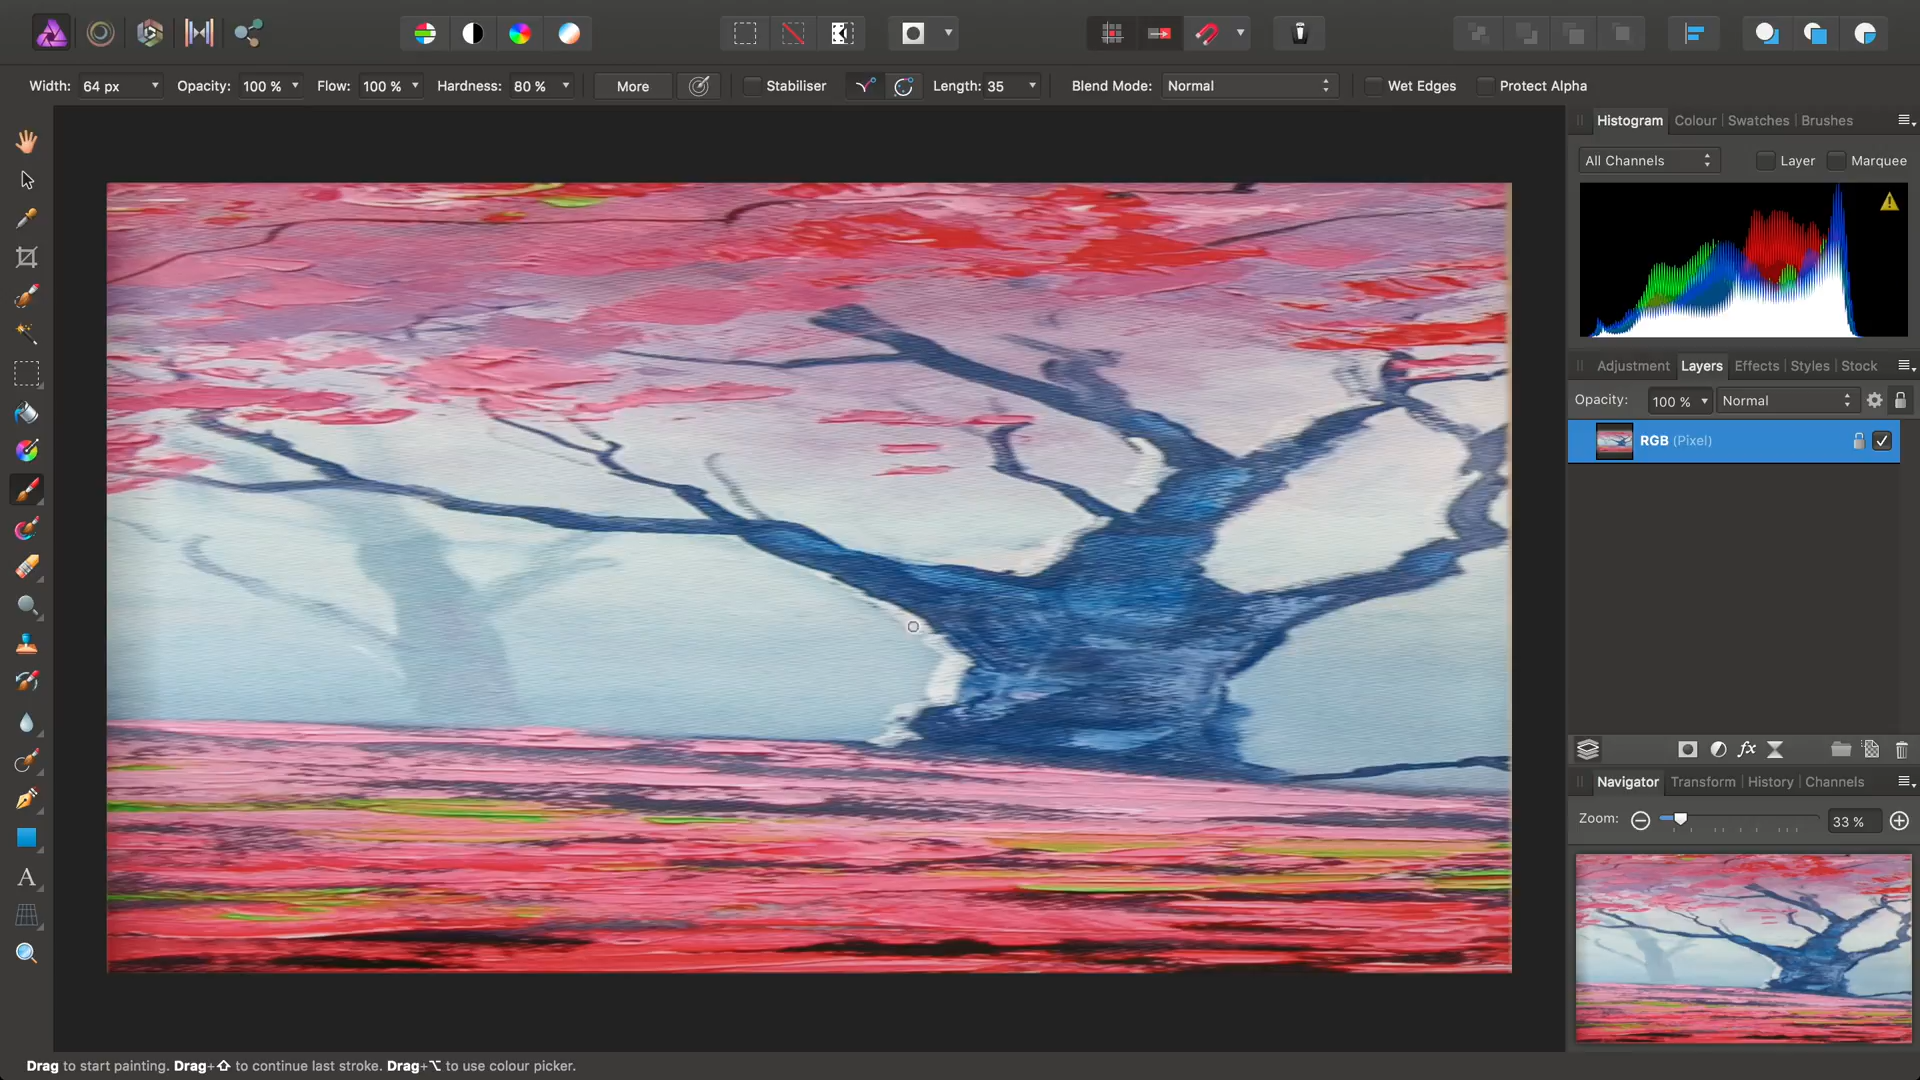 Width: 64 px Opacity: 100 % Flow: 100 % Hardness: 80 % More Stabiliser Length: 35 Blend Mode: Normal Wet Edges Protect Alpha
Histogram Colour Swatches Brushes
All Channels Layer Marquee
Adjustment Layers Effects Styles Stock
Opacity: 100 % Normal
RGB (Pixel)
fx
Navigator Transform History Channels
Zoom: 33 %
A
Drag to start painting. Drag+⇧ to continue last stroke. Drag+⌥ to use colour picker.